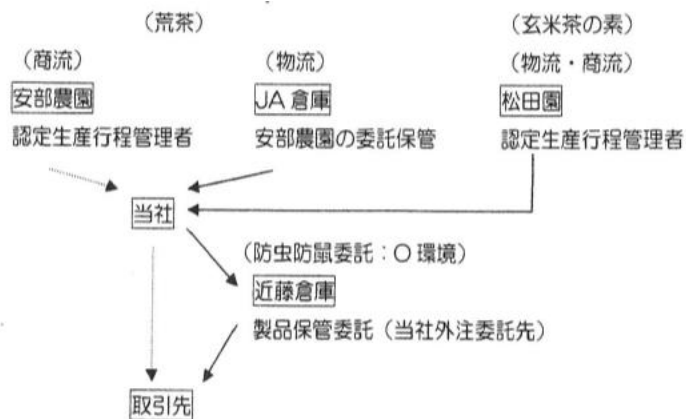 （荒茶）
（玄米茶の素）
（商流）
（物流）
（物流・商流）
安部農園
JA倉庫
松田園
認定生産行程管理者
安部農園の委託保管
認定生産行程管理者
当社
（防虫防鼠委託：〇環境）
近藤倉庫
製品保管委託（当社外注委託先）
取引先